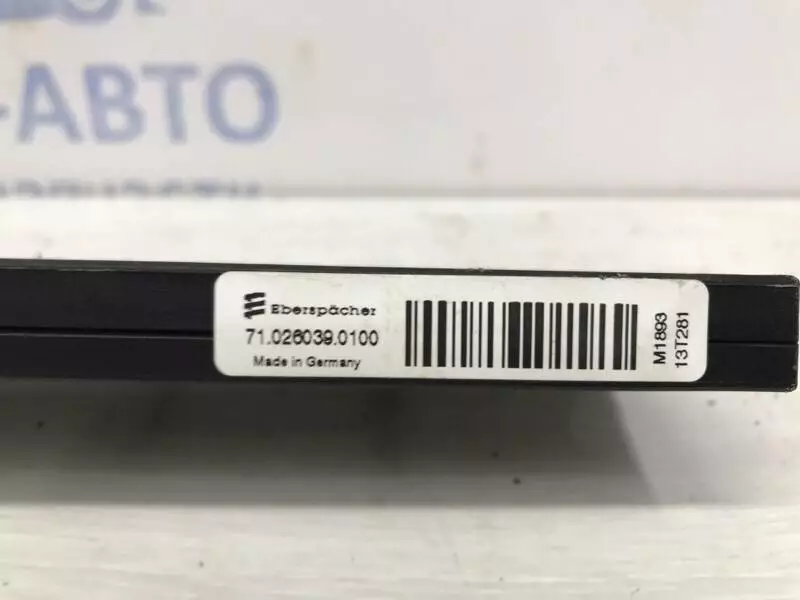 -АВТО
Eberspächer
71.026039.0100
Made in Germany
M1893
13T281